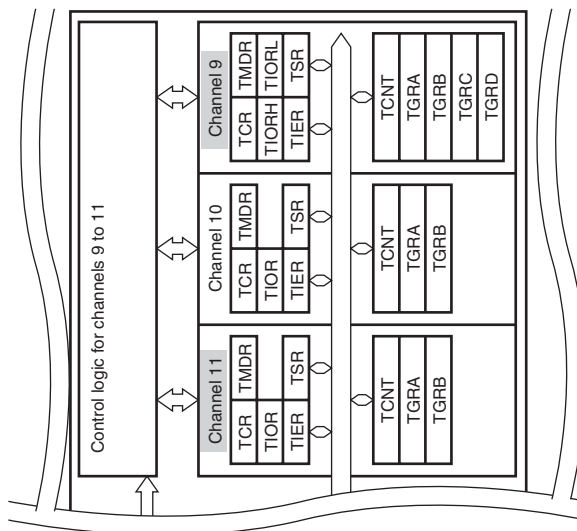 Control logic for channels 9 to 11
Channel 9
TCR TMDR
TIORH TIORL
TIER TSR
TCNT
TGRA
TGRB
TGRC
TGRD
Channel 10
TCR TMDR
TIOR
TIER TSR
TCNT
TGRA
TGRB
Channel 11
TCR TMDR
TIOR
TIER TSR
TCNT
TGRA
TGRB